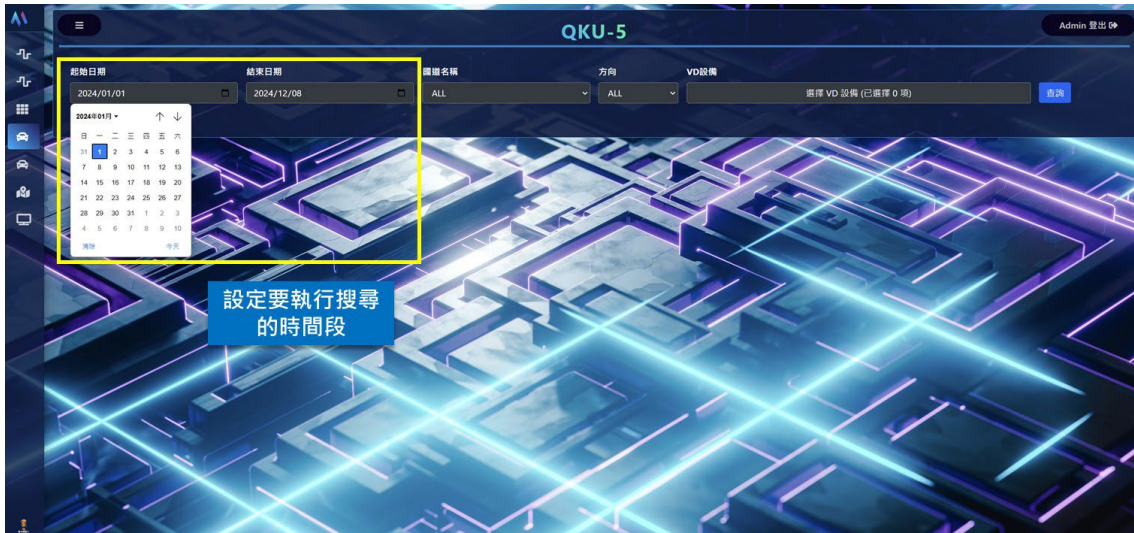 QKU-5
Admin 登出
起始日期
結束日期
國道名稱
方向
VD設備
2024/01/01
2024/12/08
ALL
ALL
選擇 VD 設備 (已選擇 0 項)
查詢
2024年01月
日 一 二 三 四 五 六
31 1 2 3 4 5 6
7 8 9 10 11 12 13
14 15 16 17 18 19 20
21 22 23 24 25 26 27
28 29 30 31 1 2 3
4 5 6 7 8 9 10
清除
今天
設定要執行搜尋
的時間段